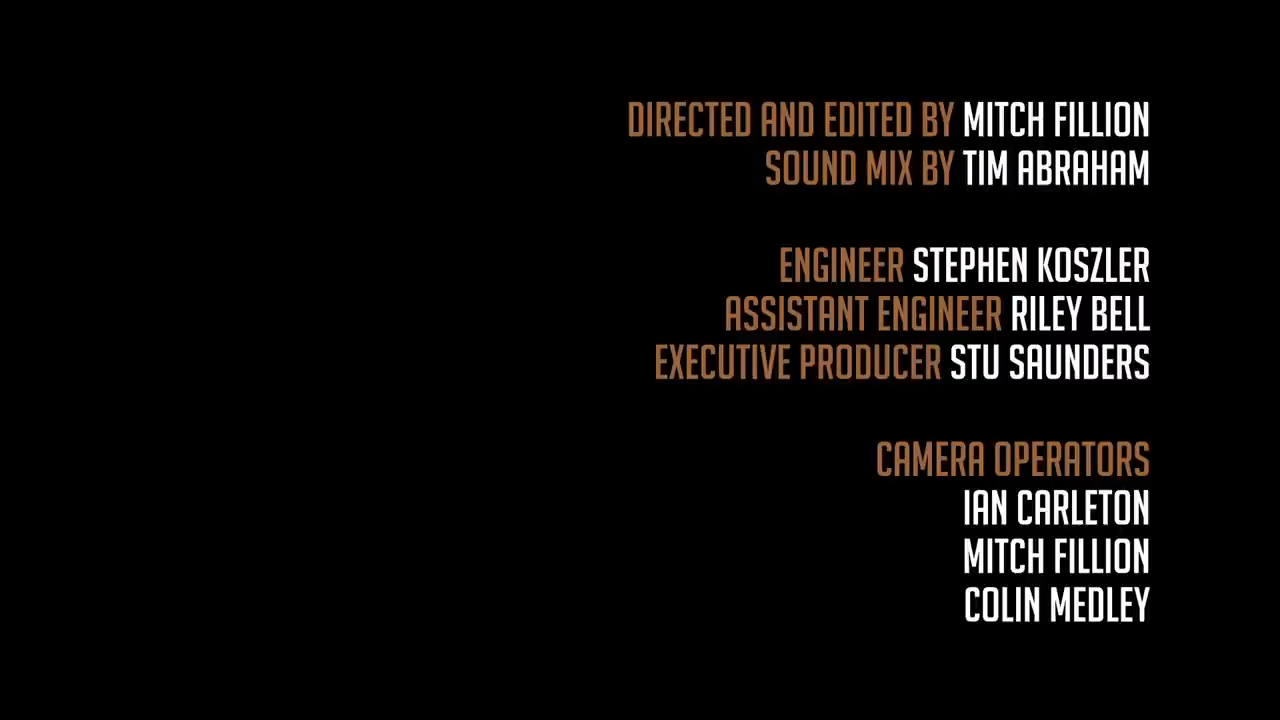 DIRECTED AND EDITED BY MITCH FILLION
SOUND MIX BY TIM ABRAHAM
ENGINEER STEPHEN KOSZLER
ASSISTANT ENGINEER RILEY BELL
EXECUTIVE PRODUCER STU SAUNDERS
CAMERA OPERATORS
IAN CARLETON
MITCH FILLION
COLIN MEDLEY